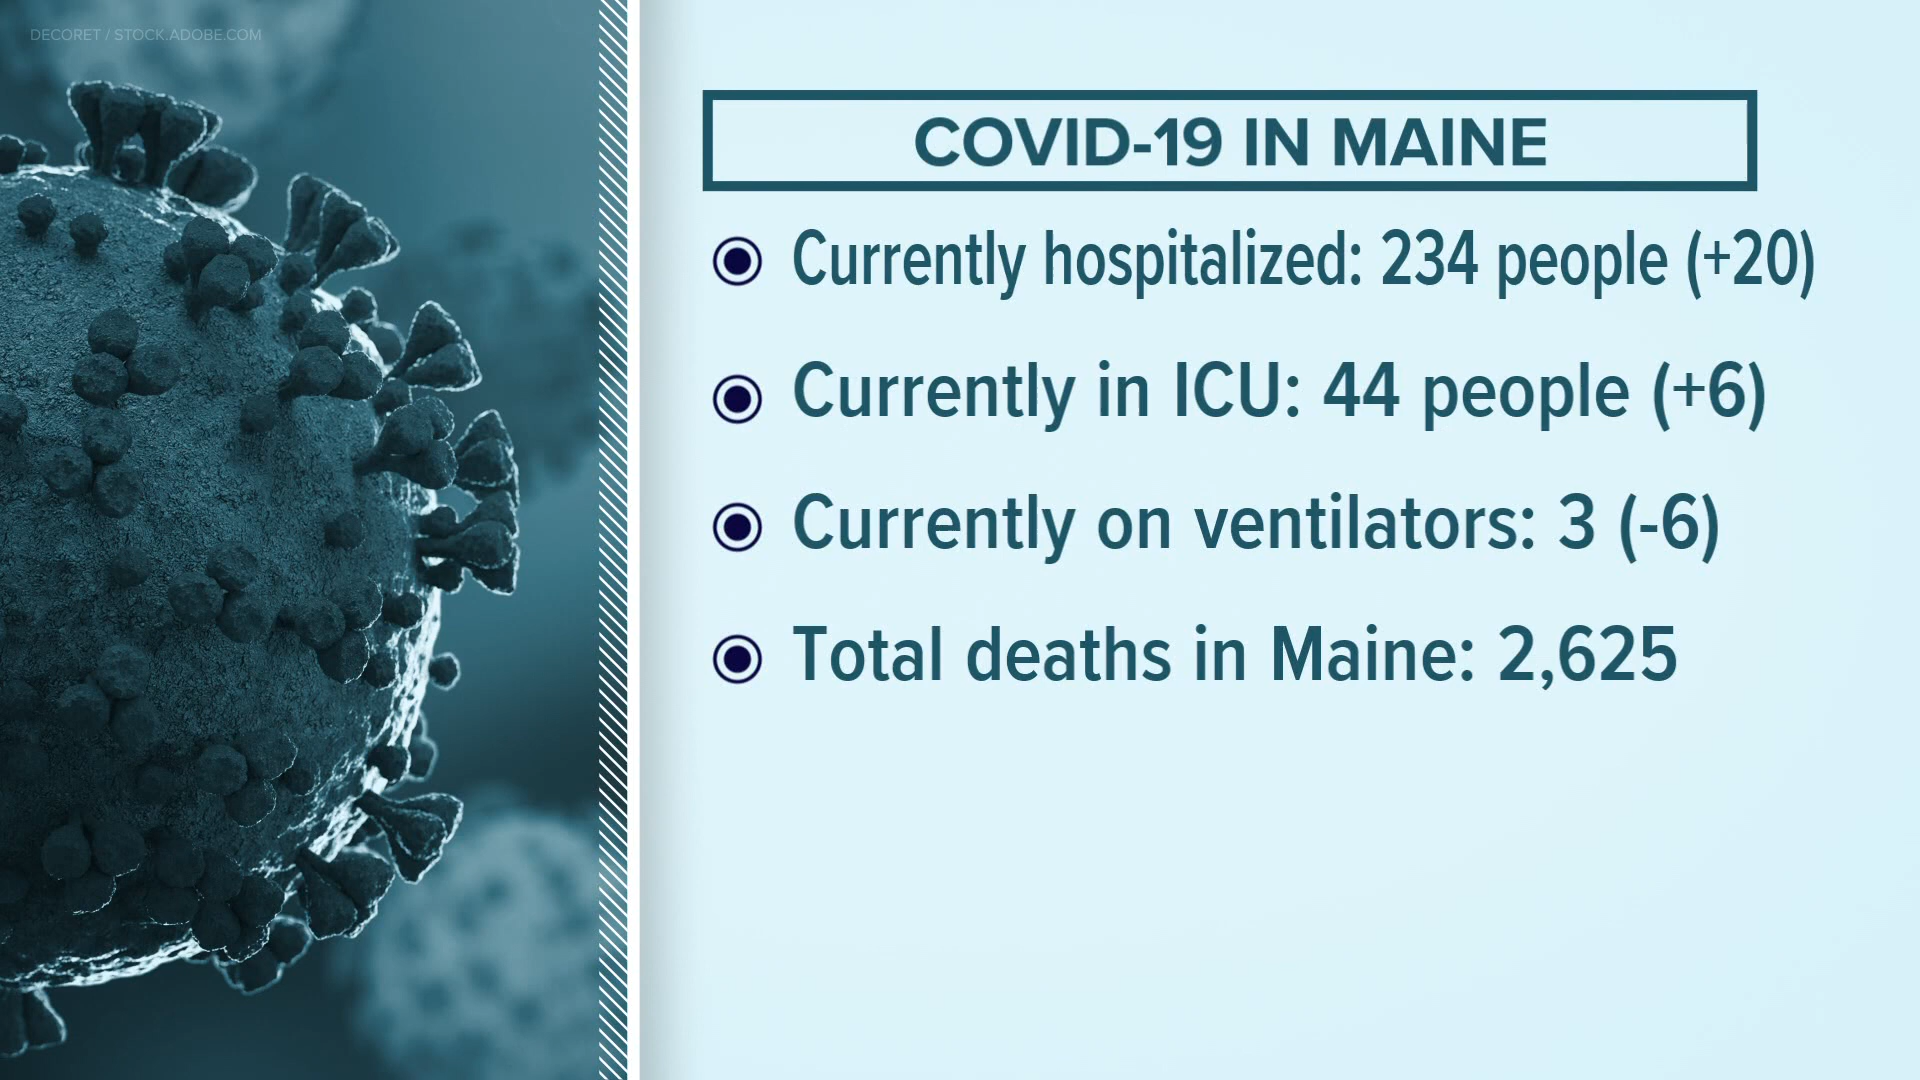 DECORET / STOCK.ADOBE.COM
COVID-19 IN MAINE
Currently hospitalized: 234 people (+20)
Currently in ICU: 44 people (+6)
Currently on ventilators: 3 (-6)
Total deaths in Maine: 2,625